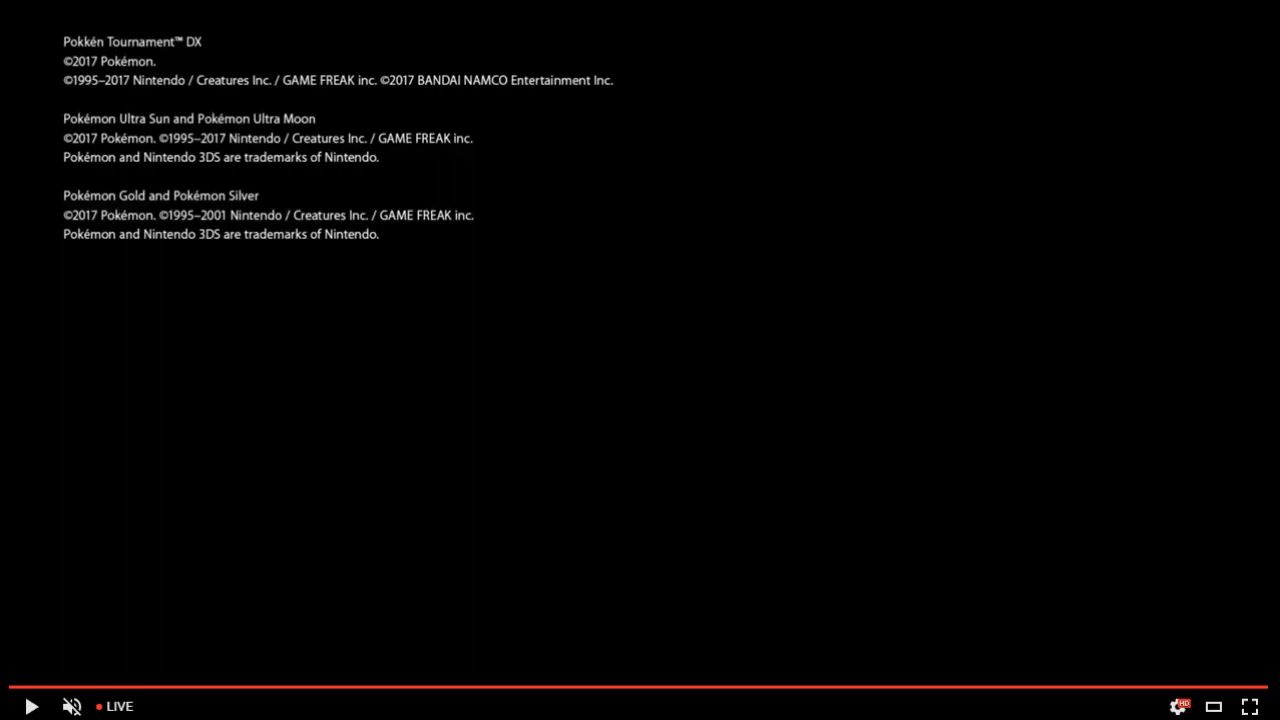 Pokkén Tournament™ DX
©2017 Pokémon.
©1995–2017 Nintendo / Creatures Inc. / GAME FREAK inc. ©2017 BANDAI NAMCO Entertainment Inc.
Pokémon Ultra Sun and Pokémon Ultra Moon
©2017 Pokémon. ©1995–2017 Nintendo / Creatures Inc. / GAME FREAK inc.
Pokémon and Nintendo 3DS are trademarks of Nintendo.
Pokémon Gold and Pokémon Silver
©2017 Pokémon. ©1995–2001 Nintendo / Creatures Inc. / GAME FREAK inc.
Pokémon and Nintendo 3DS are trademarks of Nintendo.
LIVE
HD